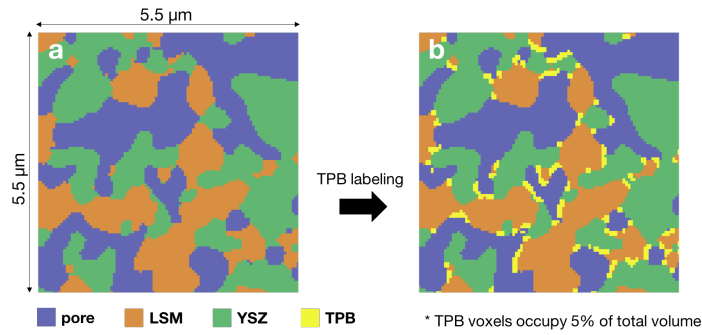 5.5 µm
a
b
5.5 µm
TPB labeling
pore LSM YSZ TPB
* TPB voxels occupy 5% of total volume